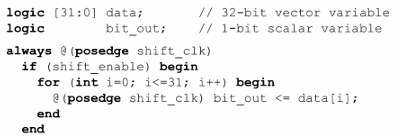 logic [31:0] data;      // 32-bit vector variable
logic        bit_out;   // 1-bit scalar variable
always @(posedge shift_clk)
  if (shift_enable) begin
    for (int i=0; i<=31; i++) begin
      @(posedge shift_clk) bit_out <= data[i];
    end
  end